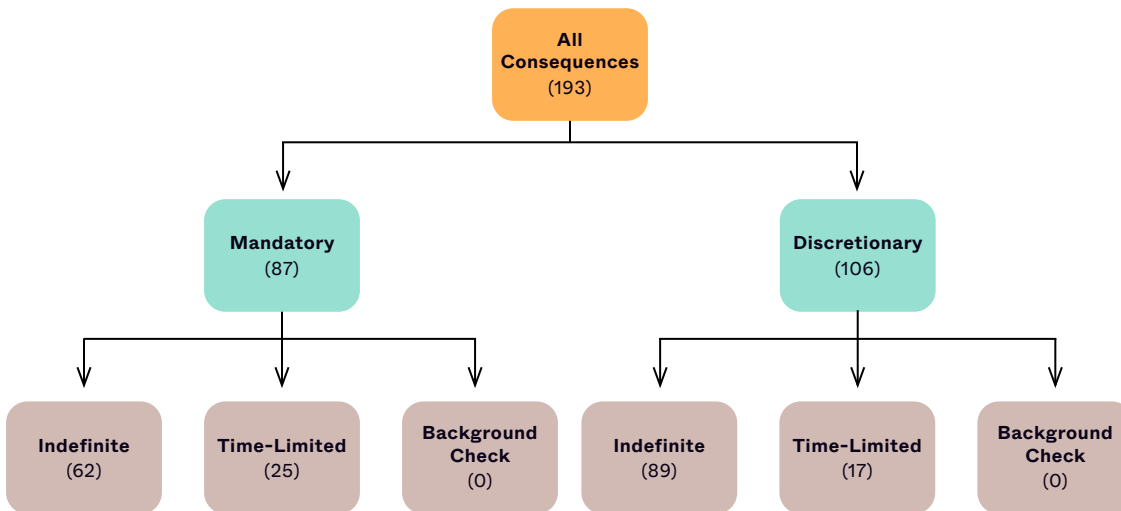 All
Consequences
(193)
Mandatory
(87)
Discretionary
(106)
Indefinite
(62)
Time-Limited
(25)
Background
Check
(0)
Indefinite
(89)
Time-Limited
(17)
Background
Check
(0)